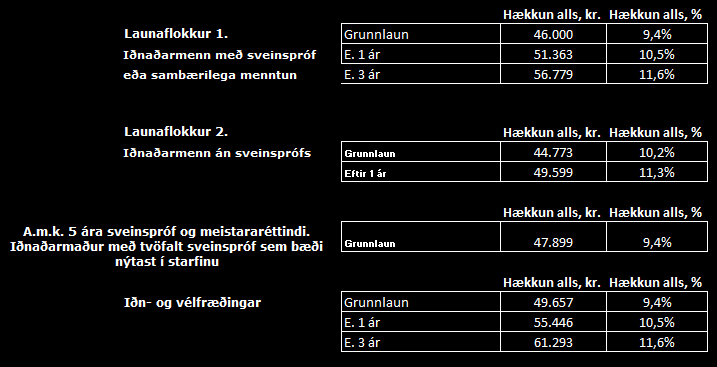 Hækkun alls, kr. Hækkun alls, %
Launaflokkur 1. Grunnlaun 46.000 9,4%
Iðnaðarmenn með sveinspróf E. 1 ár 51.363 10,5%
eða sambærilega menntun E. 3 ár 56.779 11,6%
Launaflokkur 2. Hækkun alls, kr. Hækkun alls, %
Iðnaðarmenn án sveinsprófs Grunnlaun 44.773 10,2%
Eftir 1 ár 49.599 11,3%
Hækkun alls, kr. Hækkun alls, %
A.m.k. 5 ára sveinspróf og meistararéttindi.
Iðnaðarmaður með tvöfalt sveinspróf sem bæði Grunnlaun 47.899 9,4%
nýtast í starfinu
Hækkun alls, kr. Hækkun alls, %
Iðn- og vélfræðingar Grunnlaun 49.657 9,4%
E. 1 ár 55.446 10,5%
E. 3 ár 61.293 11,6%